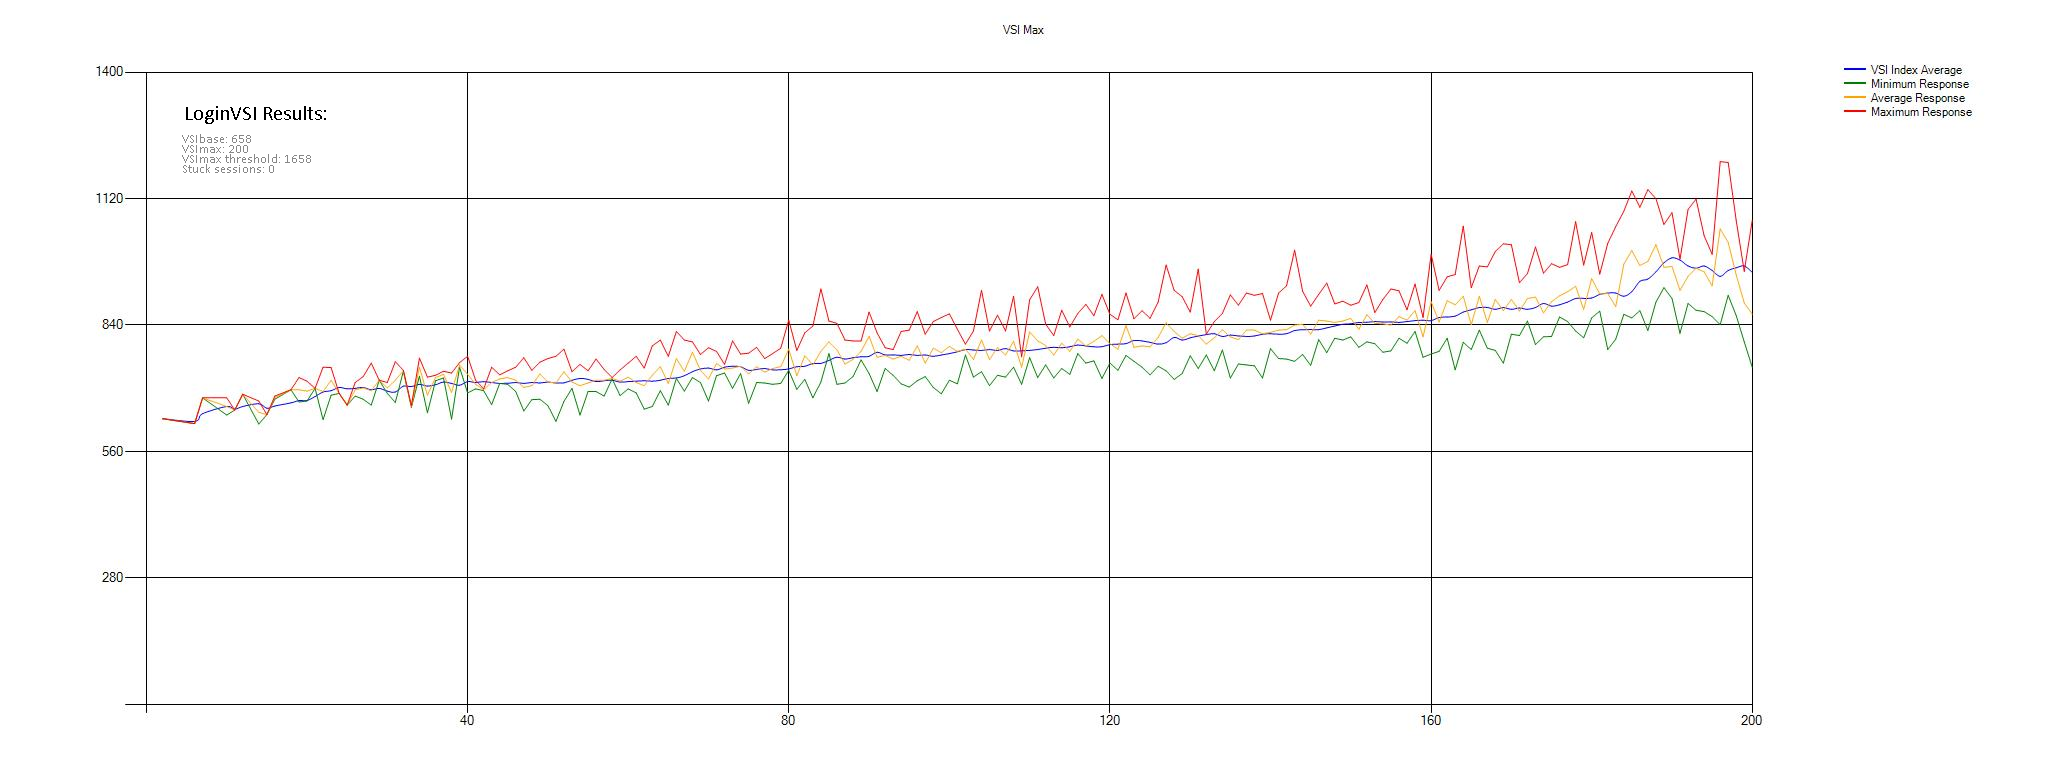 VSI Max
1400
1120
840
560
280
40
80
120
160
200
LoginVSI Results:
VSIbase: 658
VSImax: 200
VSImax threshold: 1658
Stuck sessions: 0
VSI Index Average
Minimum Response
Average Response
Maximum Response